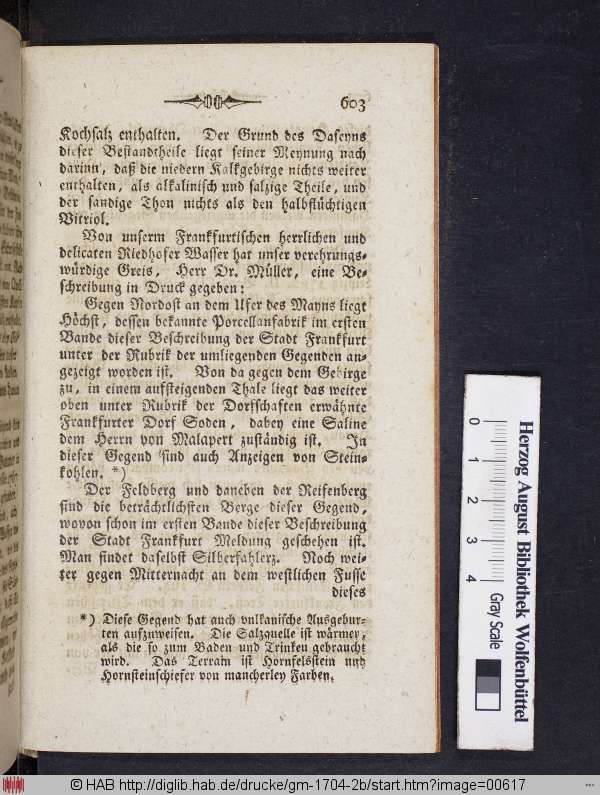 603
Kochsalz enthalten. Der Grund des Daseyns
dieser Bestandtheile liegt seiner Meynung nach
darinn, daß die niedern Kalkgebirge nichts weiter
enthalten, als alkalinisch und salzige Theile, und
der sandige Thon nichts als den halbflüchtigen
Vitriol.
Von unserm Frankfurtischen herrlichen und
delicaten Riedhofer Wasser hat unser verehrungs-
würdige Greis, Herr Dr. Müller, eine Be-
schreibung in Druck gegeben:
Gegen Nordost an dem Ufer des Mayns liegt
Höchst, dessen bekannte Porcellanfabrik im ersten
Bande dieser Beschreibung der Stadt Frankfurt
unter der Rubrik der umliegenden Gegenden an-
gezeigt worden ist. Von da gegen dem Gebirge
zu, in einem aufsteigenden Thale liegt das weiter
oben unter Rubrik der Dorfschaften erwähnte
Frankfurter Dorf Soden, dabey eine Saline
dem Herrn von Malapert zuständig ist. In
dieser Gegend sind auch Anzeigen von Stein-
kohlen. *)
Der Feldberg und daneben der Reifenberg
sind die beträchtlichsten Berge dieser Gegend,
wovon schon im ersten Bande dieser Beschreibung
der Stadt Frankfurt Meldung geschehen ist.
Man findet daselbst Silberfahlerz. Noch wei-
ter gegen Mitternacht an dem westlichen Fusse
dieses
*) Diese Gegend hat auch vulkanische Ausgebur-
ten aufzuweisen. Die Salzquelle ist wärmer,
als die so zum Baden und Trinken gebraucht
wird. Das Terrain ist Hornfelsstein und
Hornsteinschiefer von mancherley Farben.
0 1 2 3 4
Gray Scale
Herzog August Bibliothek Wolfenbüttel
© HAB http://diglib.hab.de/drucke/gm-1704-2b/start.htm?image=00617